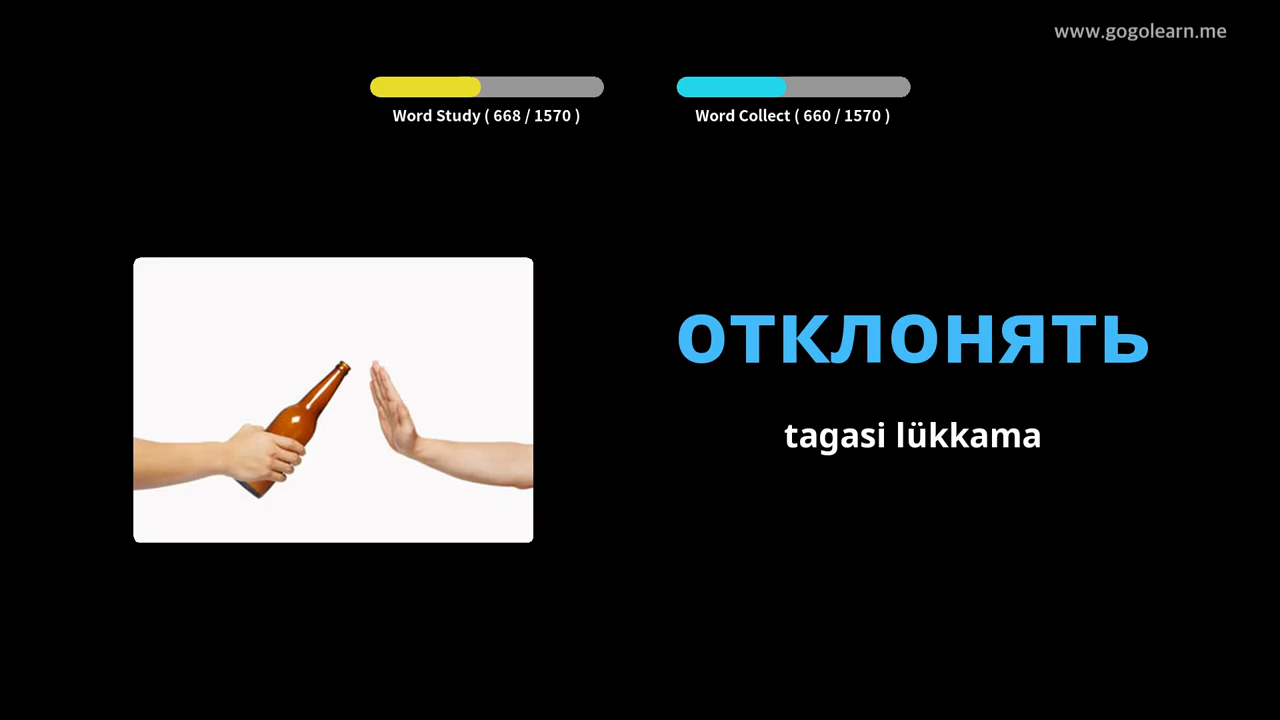 www.gogolearn.me
Word Study ( 668 / 1570 )
Word Collect ( 660 / 1570 )
отклонять
tagasi lükkama